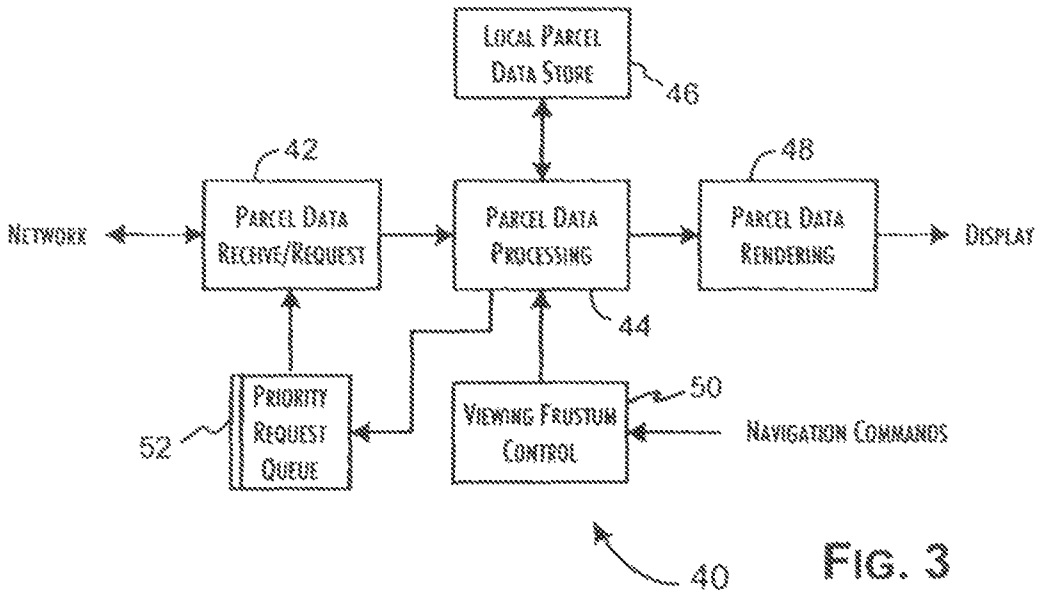 LOCAL PARCEL
DATA STORE
46
42
48
NETWORK
PARCEL DATA
RECEIVE/REQUEST
PARCEL DATA
PROCESSING
PARCEL DATA
RENDERING
DISPLAY
44
52
PRIORITY
REQUEST
QUEUE
VIEWING FRUSTUM
CONTROL
50
NAVIGATION COMMANDS
40
FIG. 3